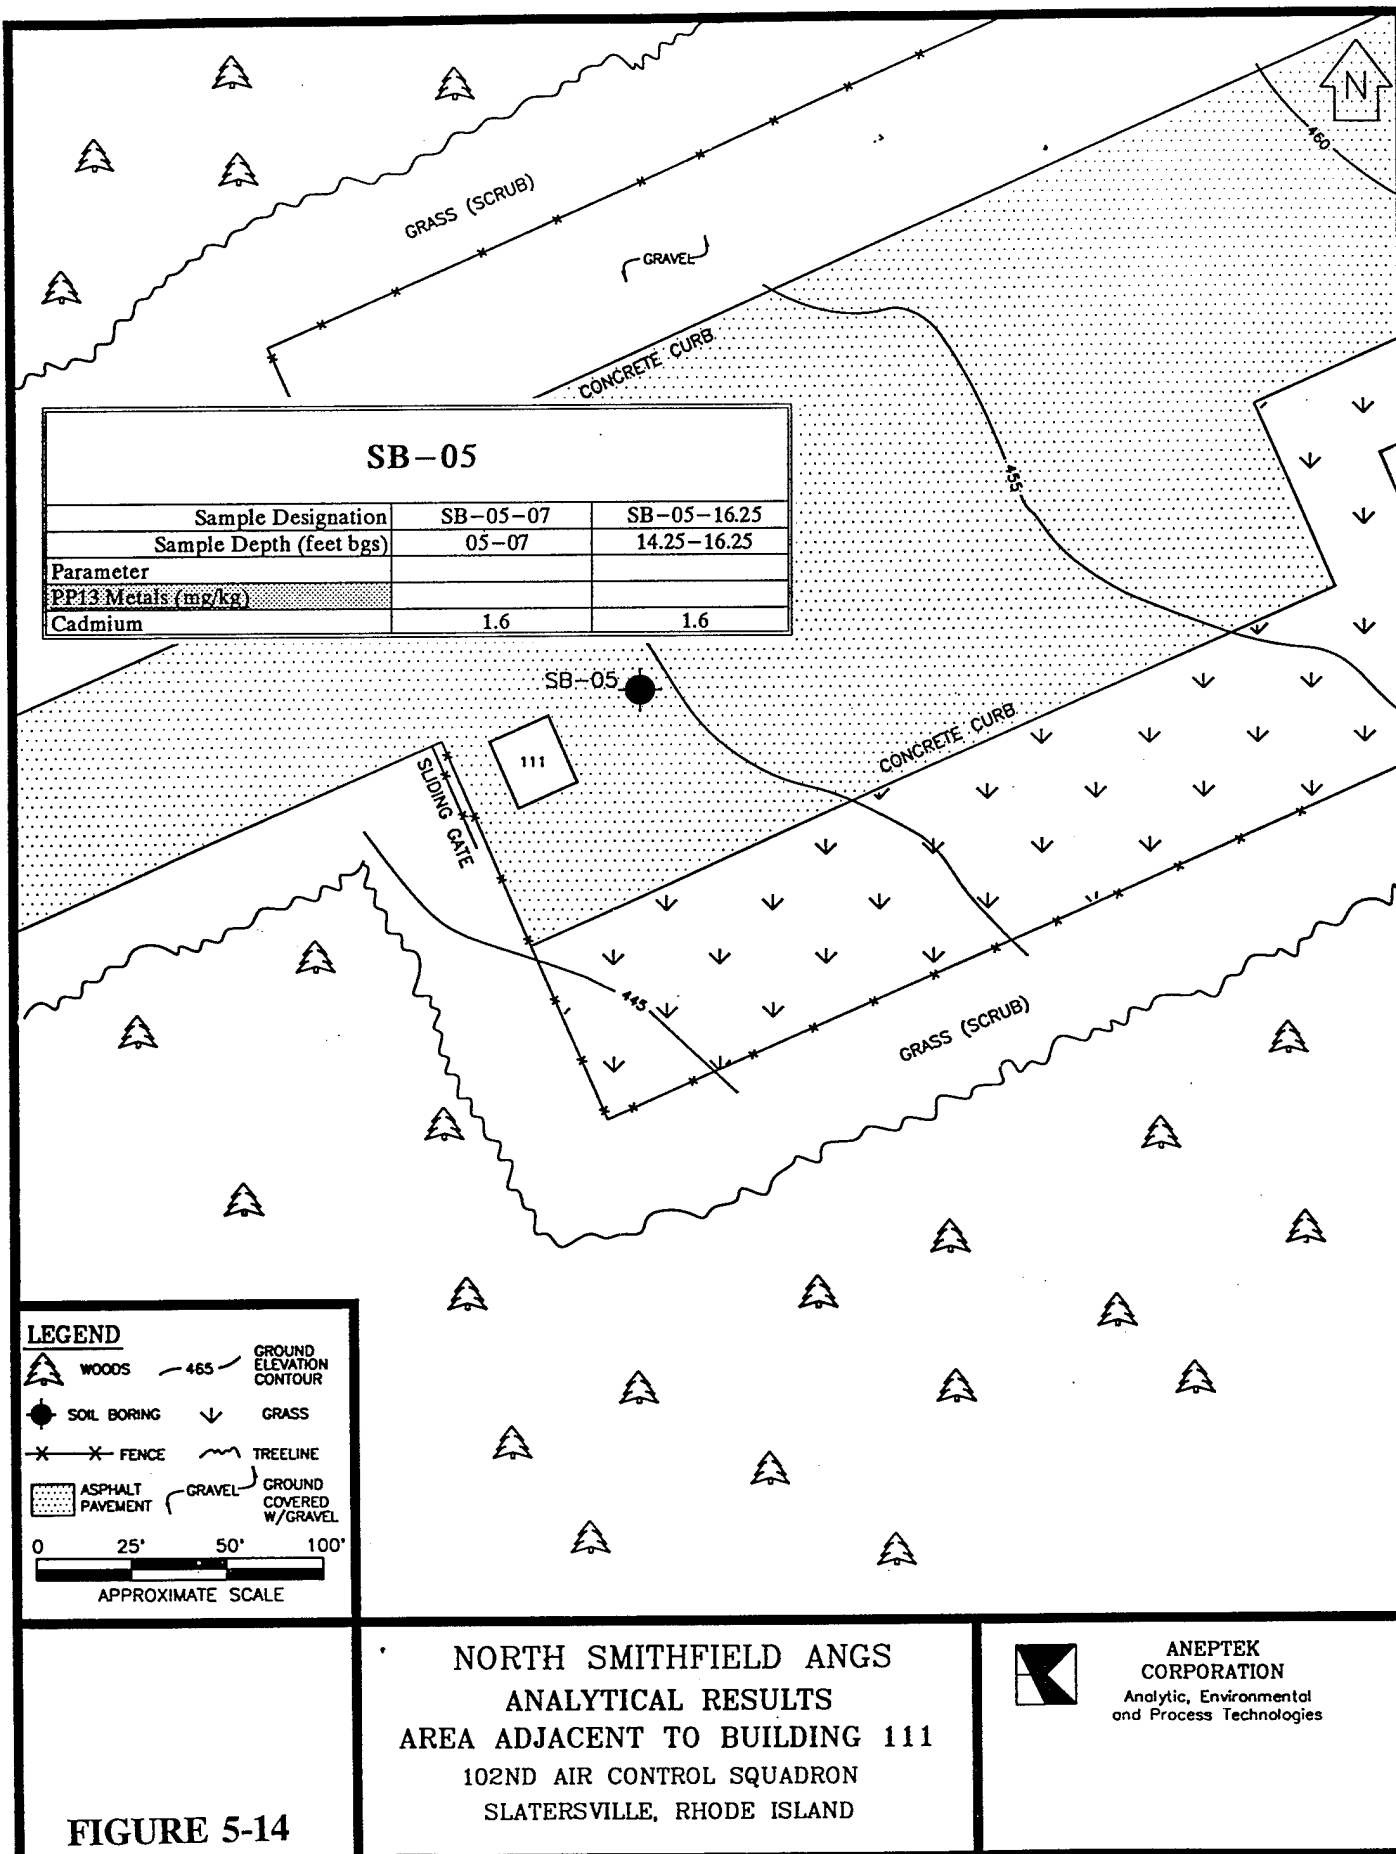 N
460
GRASS (SCRUB)
GRAVEL
CONCRETE CURB
455
SB-05
Sample Designation SB-05-07 SB-05-16.25
Sample Depth (feet bgs) 05-07 14.25-16.25
Parameter
PP13 Metals (mg/kg)
Cadmium 1.6 1.6
SB-05
111
SLIDING GATE
CONCRETE CURB
445
GRASS (SCRUB)
LEGEND
WOODS
465
GROUND
ELEVATION
CONTOUR
SOIL BORING
GRASS
FENCE
TREELINE
ASPHALT
PAVEMENT
GRAVEL
GROUND
COVERED
W/GRAVEL
0 25' 50' 100'
APPROXIMATE SCALE
FIGURE 5-14
NORTH SMITHFIELD ANGS
ANALYTICAL RESULTS
AREA ADJACENT TO BUILDING 111
102ND AIR CONTROL SQUADRON
SLATERSVILLE, RHODE ISLAND
ANEPTEK
CORPORATION
Analytic, Environmental
and Process Technologies